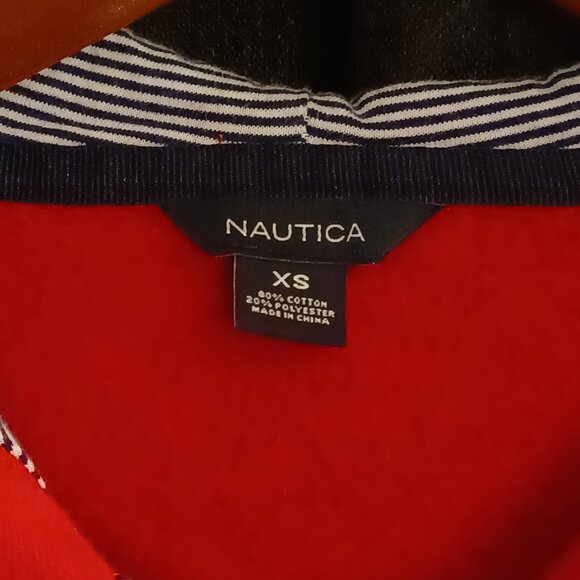 NAUTICA
XS
80% COTTON
20% POLYESTER
MADE IN CHINA